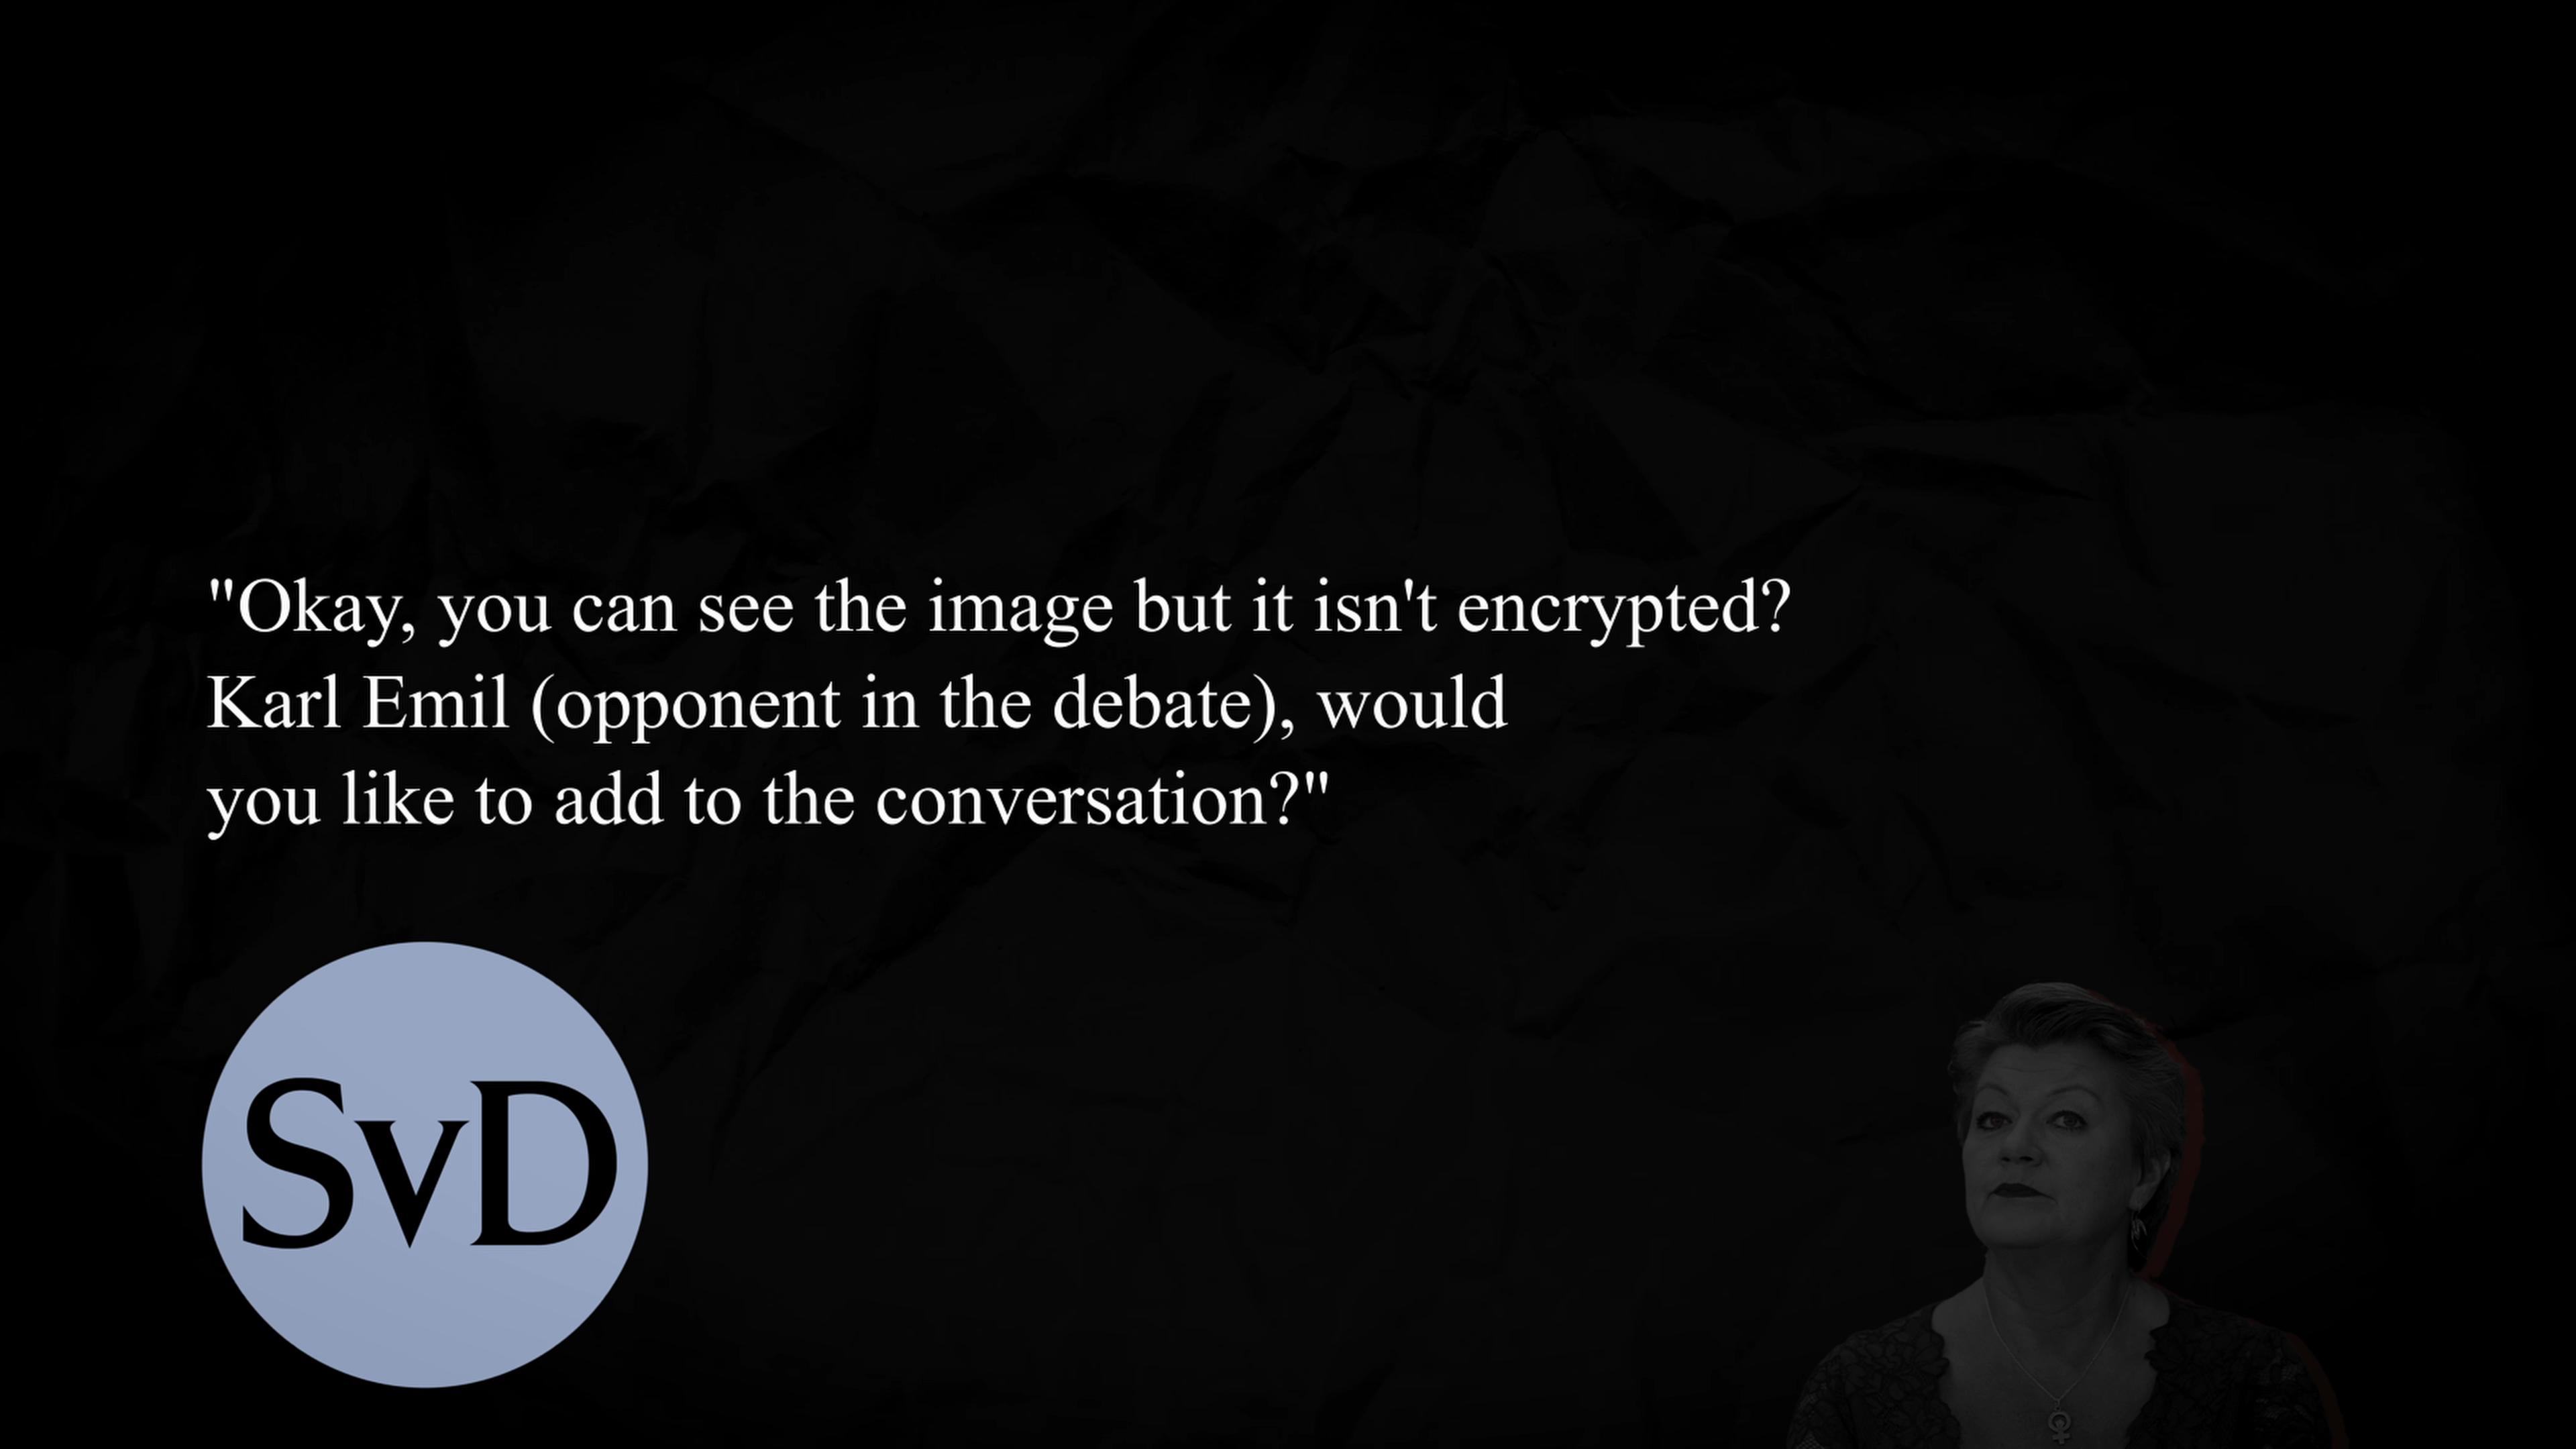 "Okay, you can see the image but it isn't encrypted?
Karl Emil (opponent in the debate), would
you like to add to the conversation?"
SvD